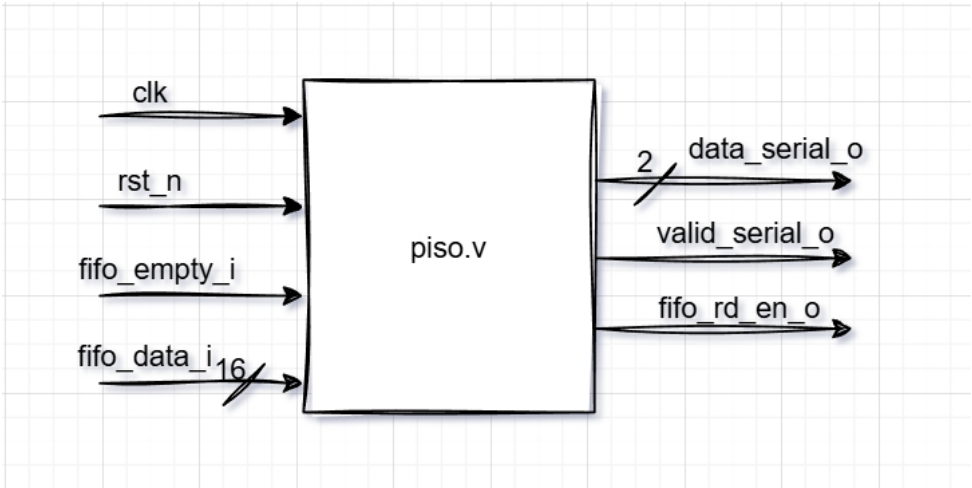 clk
rst_n
fifo_empty_i
fifo_data_i
16
piso.v
2
data_serial_o
valid_serial_o
fifo_rd_en_o